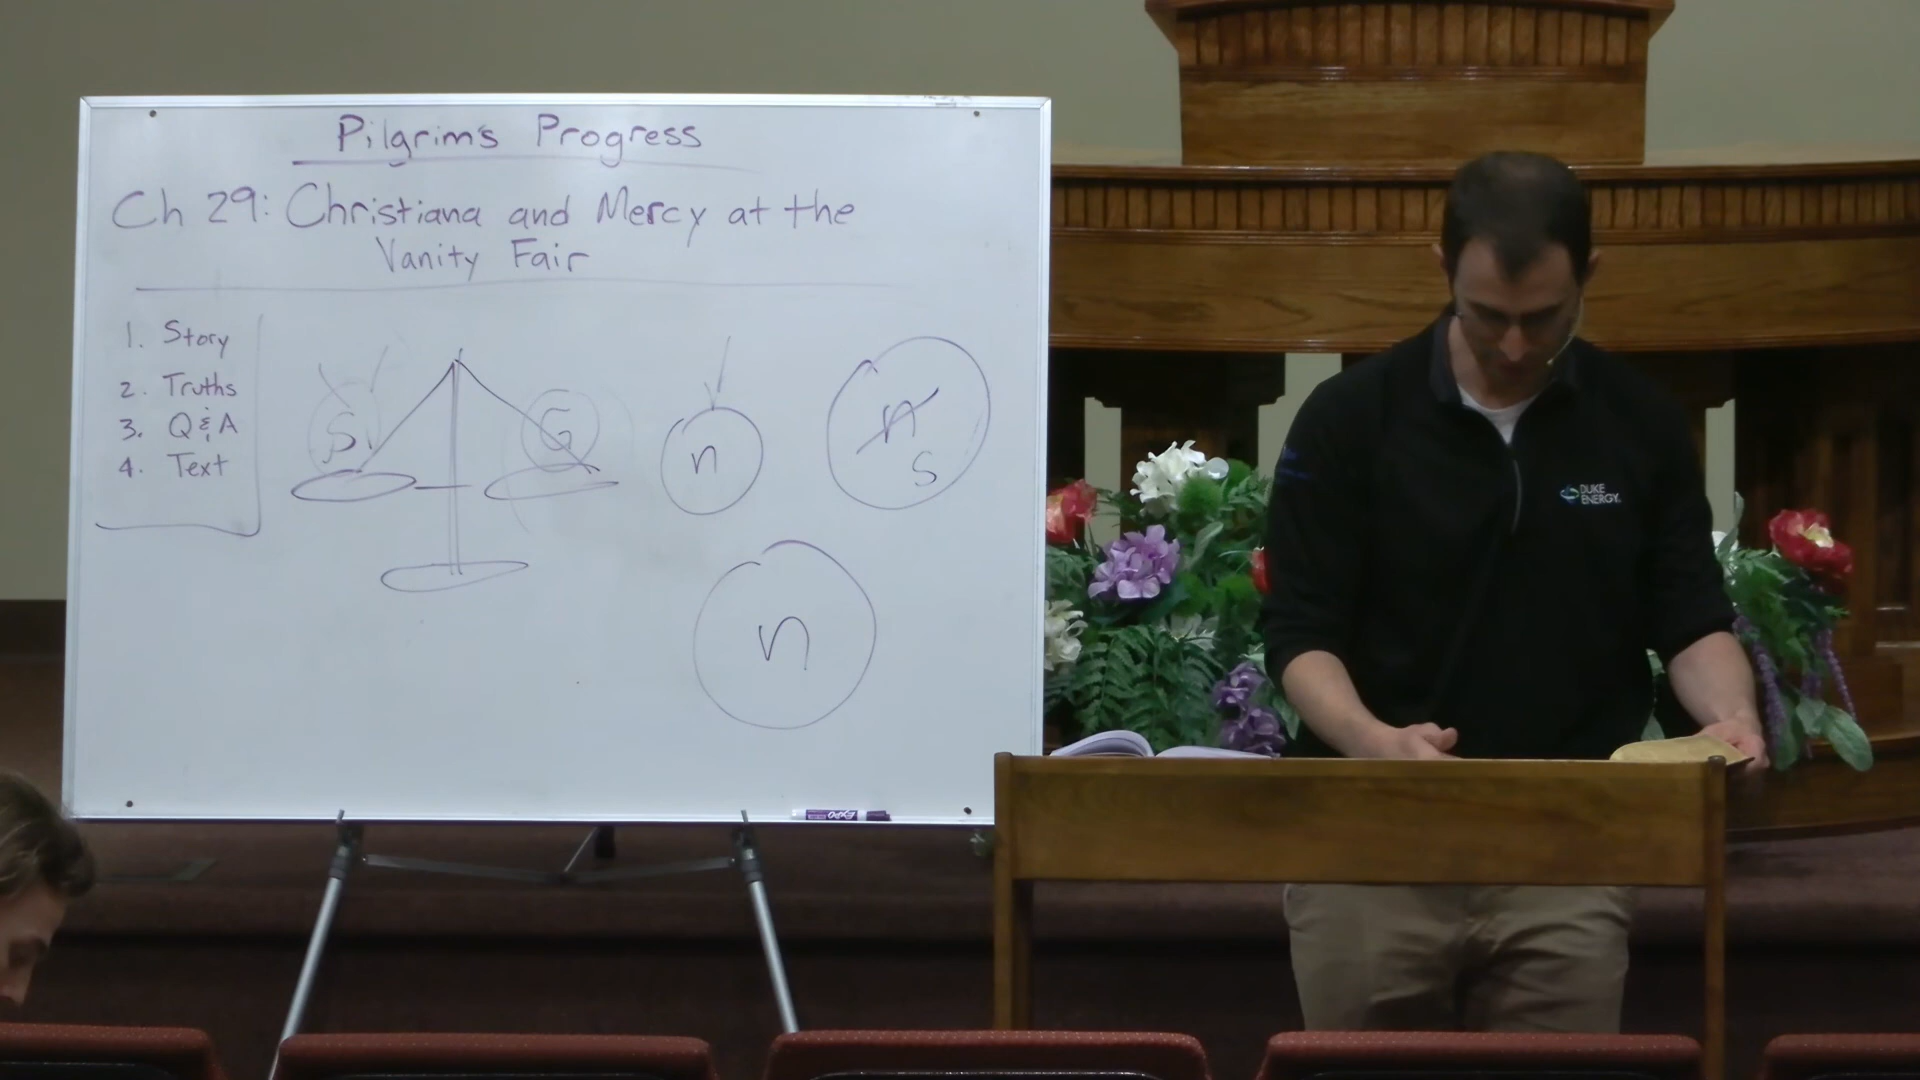 Pilgrim's Progress
Ch 29: Christiana and Mercy at the
Vanity Fair
1. Story
2. Truths
3. Q & A
4. Text
S
G
n
n
S
n
EXPO
DUKE
ENERGY